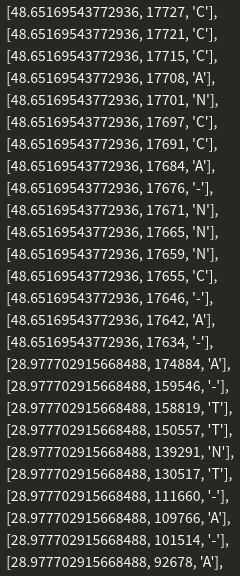 [48.65169543772936, 17727, 'C'],
[48.65169543772936, 17721, 'C'],
[48.65169543772936, 17715, 'C'],
[48.65169543772936, 17708, 'A'],
[48.65169543772936, 17701, 'N'],
[48.65169543772936, 17697, 'C'],
[48.65169543772936, 17691, 'C'],
[48.65169543772936, 17684, 'A'],
[48.65169543772936, 17676, '-'],
[48.65169543772936, 17671, 'N'],
[48.65169543772936, 17665, 'N'],
[48.65169543772936, 17659, 'N'],
[48.65169543772936, 17655, 'C'],
[48.65169543772936, 17646, '-'],
[48.65169543772936, 17642, 'A'],
[48.65169543772936, 17634, '-'],
[28.977702915668488, 174884, 'A'],
[28.977702915668488, 159546, '-'],
[28.977702915668488, 158819, 'T'],
[28.977702915668488, 150557, 'T'],
[28.977702915668488, 139291, 'N'],
[28.977702915668488, 130517, 'T'],
[28.977702915668488, 111660, '-'],
[28.977702915668488, 109766, 'A'],
[28.977702915668488, 101514, '-'],
[28.977702915668488, 92678, 'A'],